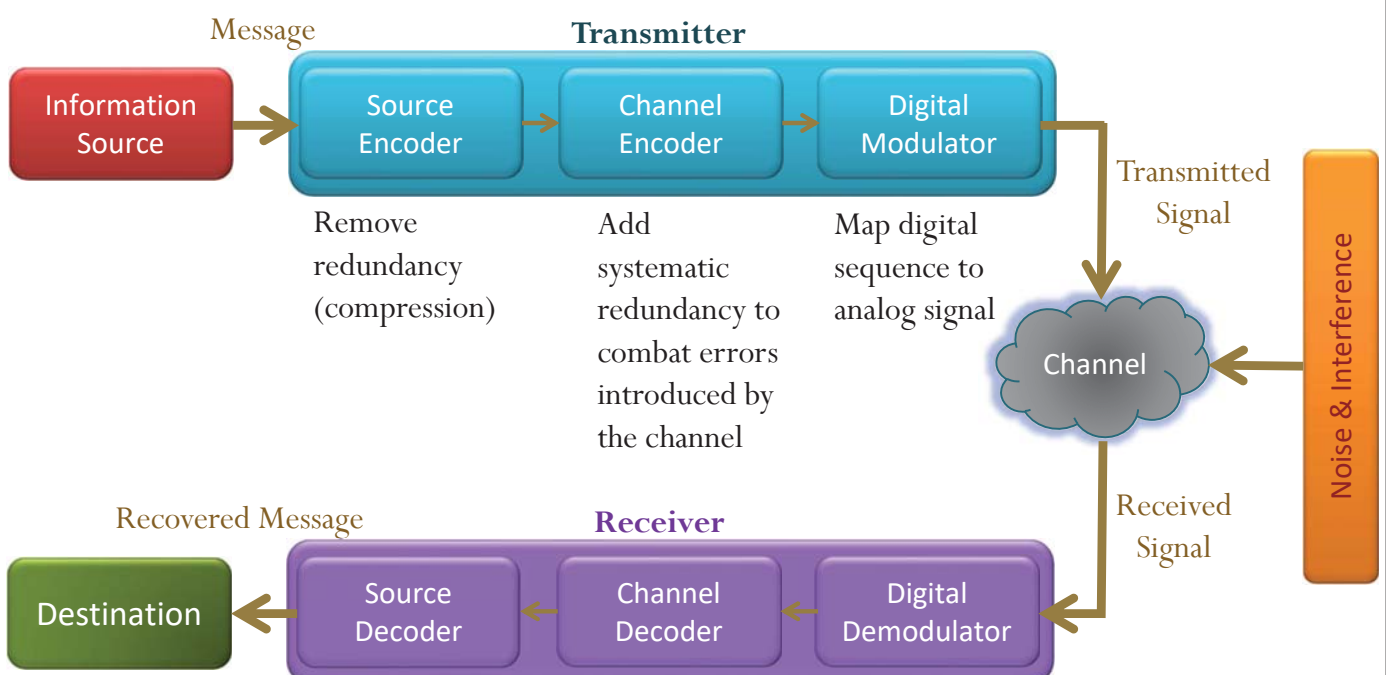 Message
Transmitter
Information
Source
Source
Encoder
Channel
Encoder
Digital
Modulator
Remove
redundancy
(compression)
Add
systematic
redundancy to
combat errors
introduced by
the channel
Map digital
sequence to
analog signal
Transmitted
Signal
Channel
Noise & Interference
Received
Signal
Recovered Message
Receiver
Destination
Source
Decoder
Channel
Decoder
Digital
Demodulator